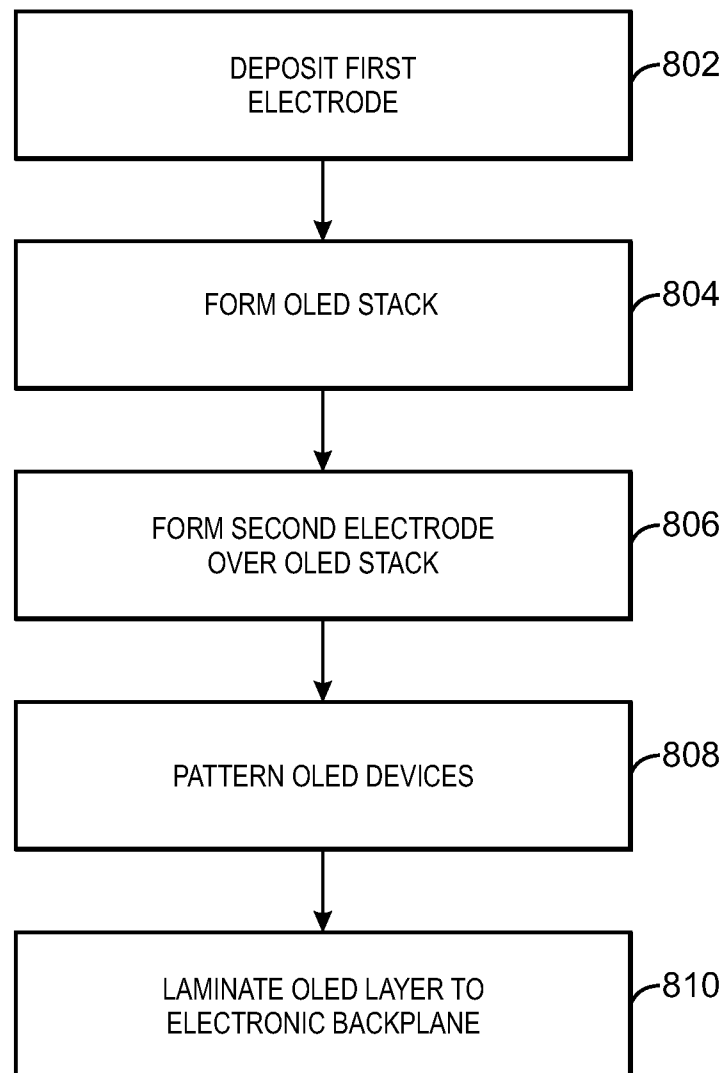 DEPOSIT FIRST
ELECTRODE
802
FORM OLED STACK
804
FORM SECOND ELECTRODE
OVER OLED STACK
806
PATTERN OLED DEVICES
808
LAMINATE OLED LAYER TO
ELECTRONIC BACKPLANE
810